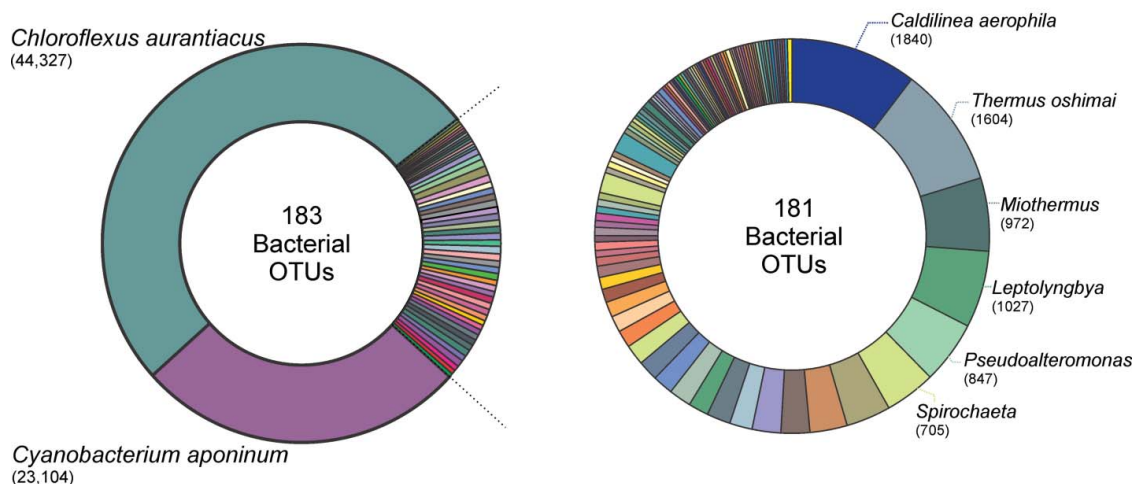 Chloroflexus aurantiacus
(44,327)
183
Bacterial
OTUs
Cyanobacterium aponinum
(23,104)
Caldilinea aerophila
(1840)
Thermus oshimai
(1604)
Miothermus
(972)
181
Bacterial
OTUs
Leptolyngbya
(1027)
Pseudoalteromonas
(847)
Spirochaeta
(705)